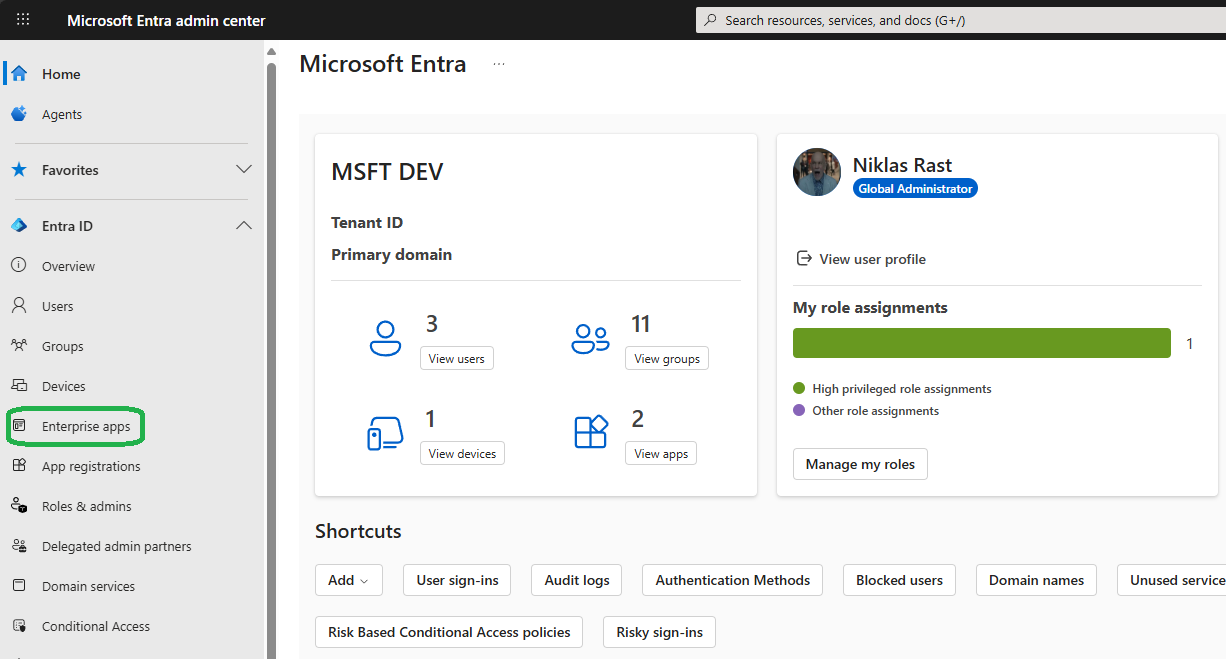 Microsoft Entra admin center
Search resources, services, and docs (G+/)
Home
Agents
Favorites
Entra ID
Overview
Users
Groups
Devices
Enterprise apps
App registrations
Roles & admins
Delegated admin partners
Domain services
Conditional Access
Microsoft Entra ...
MSFT DEV
Tenant ID
Primary domain
3
View users
11
View groups
1
View devices
2
View apps
Niklas Rast
Global Administrator
View user profile
My role assignments
1
High privileged role assignments
Other role assignments
Manage my roles
Shortcuts
Add
User sign-ins
Audit logs
Authentication Methods
Blocked users
Domain names
Unused service
Risk Based Conditional Access policies
Risky sign-ins